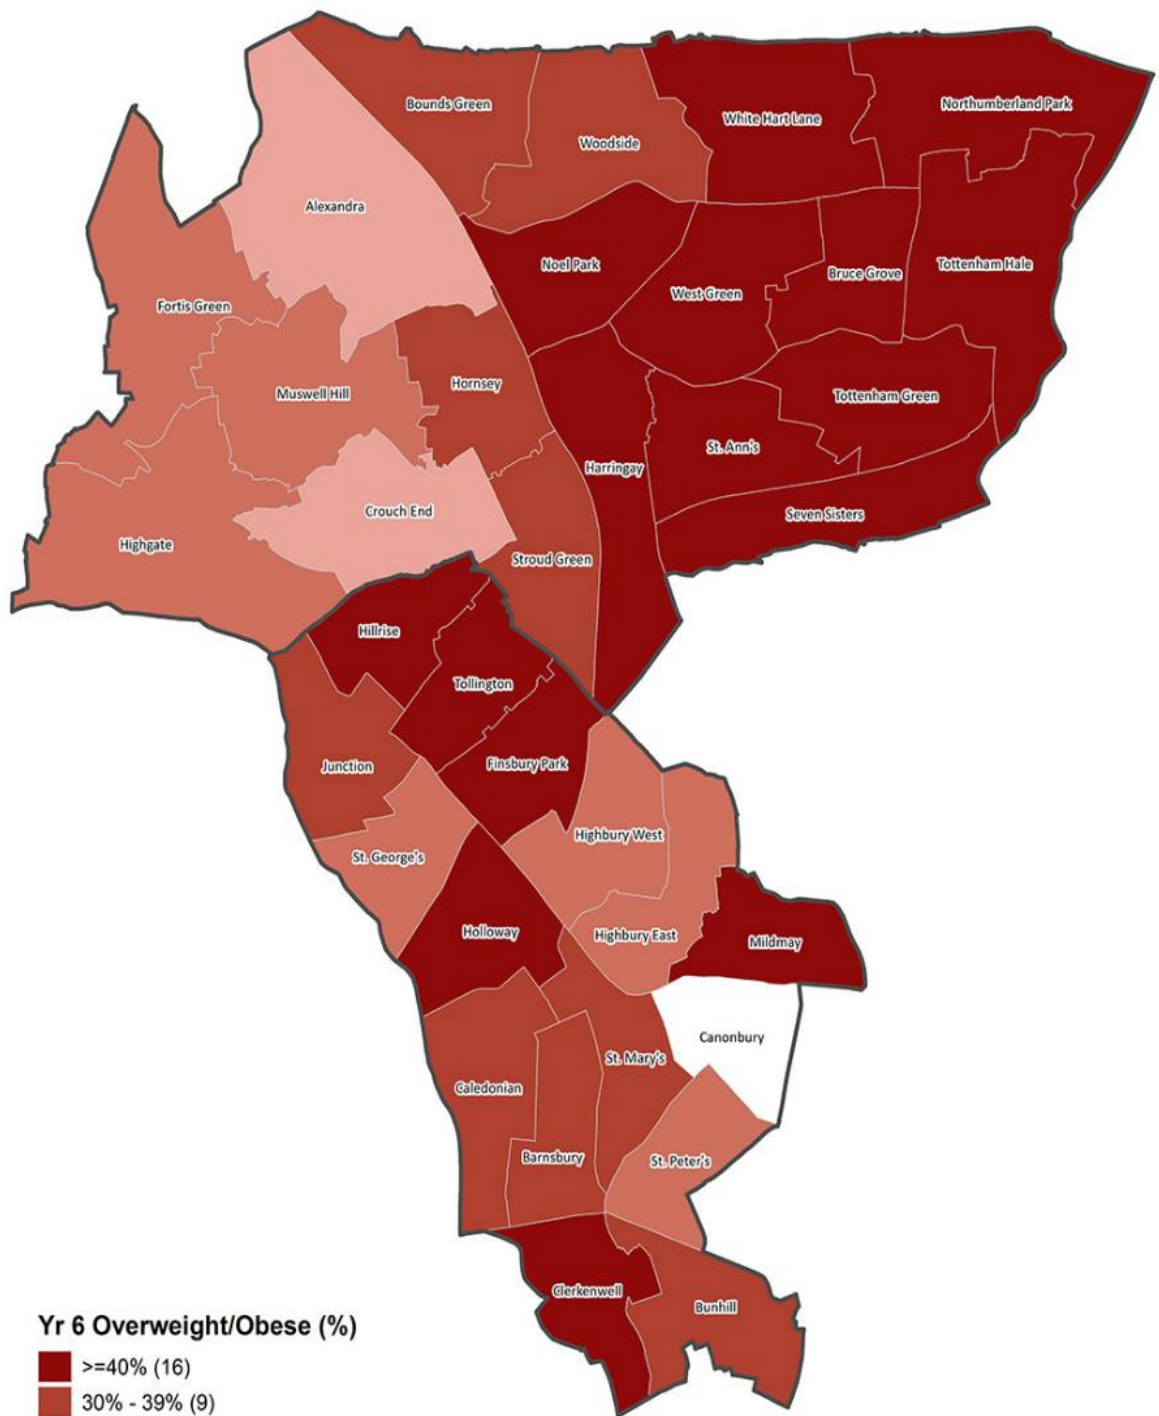 Bounds Green
Northumberland Park
White Hart Lane
Woodside
Alexandra
Noel Park
Tottenham Hale
Bruce Grove
West Green
Fortis Green
Hornsey
Muswell Hill
Tottenham Green
St. Ann's
Harringay
Crouch End
Seven Sisters
Highgate
Stroud Green
Hillrise
Tollington
Finsbury Park
Junction
Highbury West
St. George's
Holloway
Highbury East
Mildmay
Canonbury
St. Mary's
Caledonian
Barnsbury
St. Peter's
Clerkenwell
Bunhill
Yr 6 Overweight/Obese (%)
>=40% (16)
30% - 39% (9)